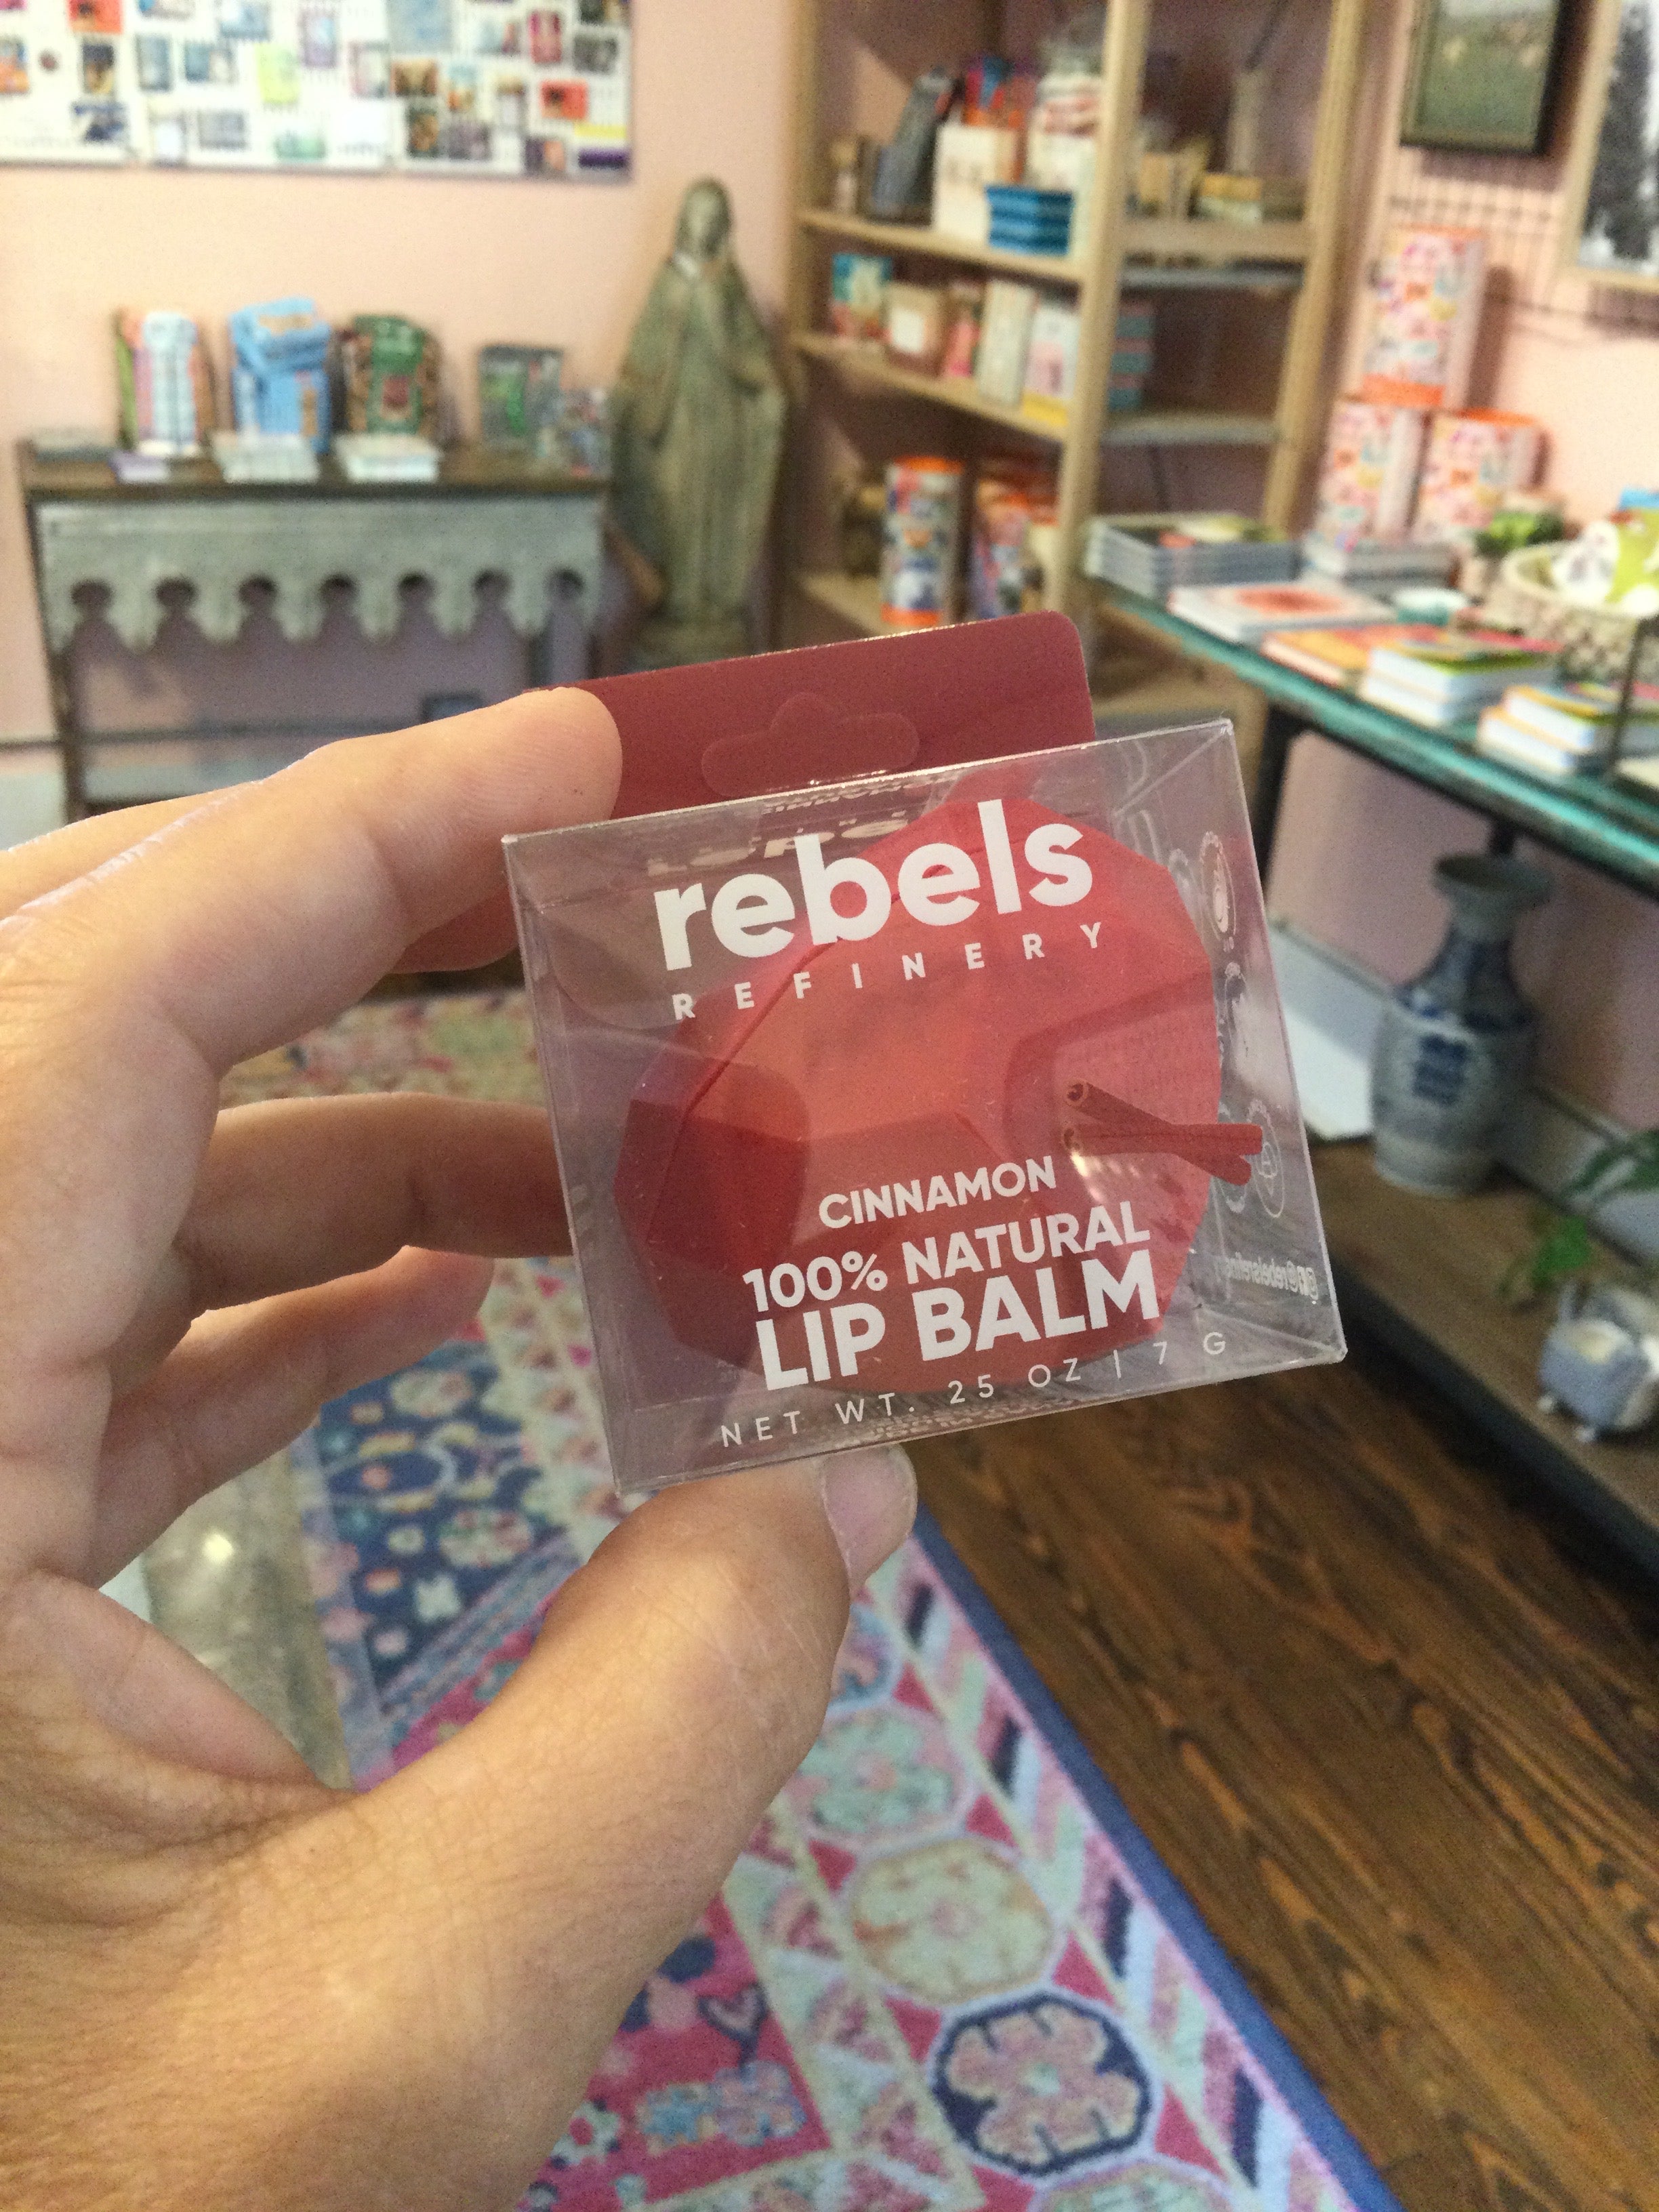 rebels
REFINERY
CINNAMON
100% NATURAL
LIP BALM
NET WT. .25 OZ | 7 G